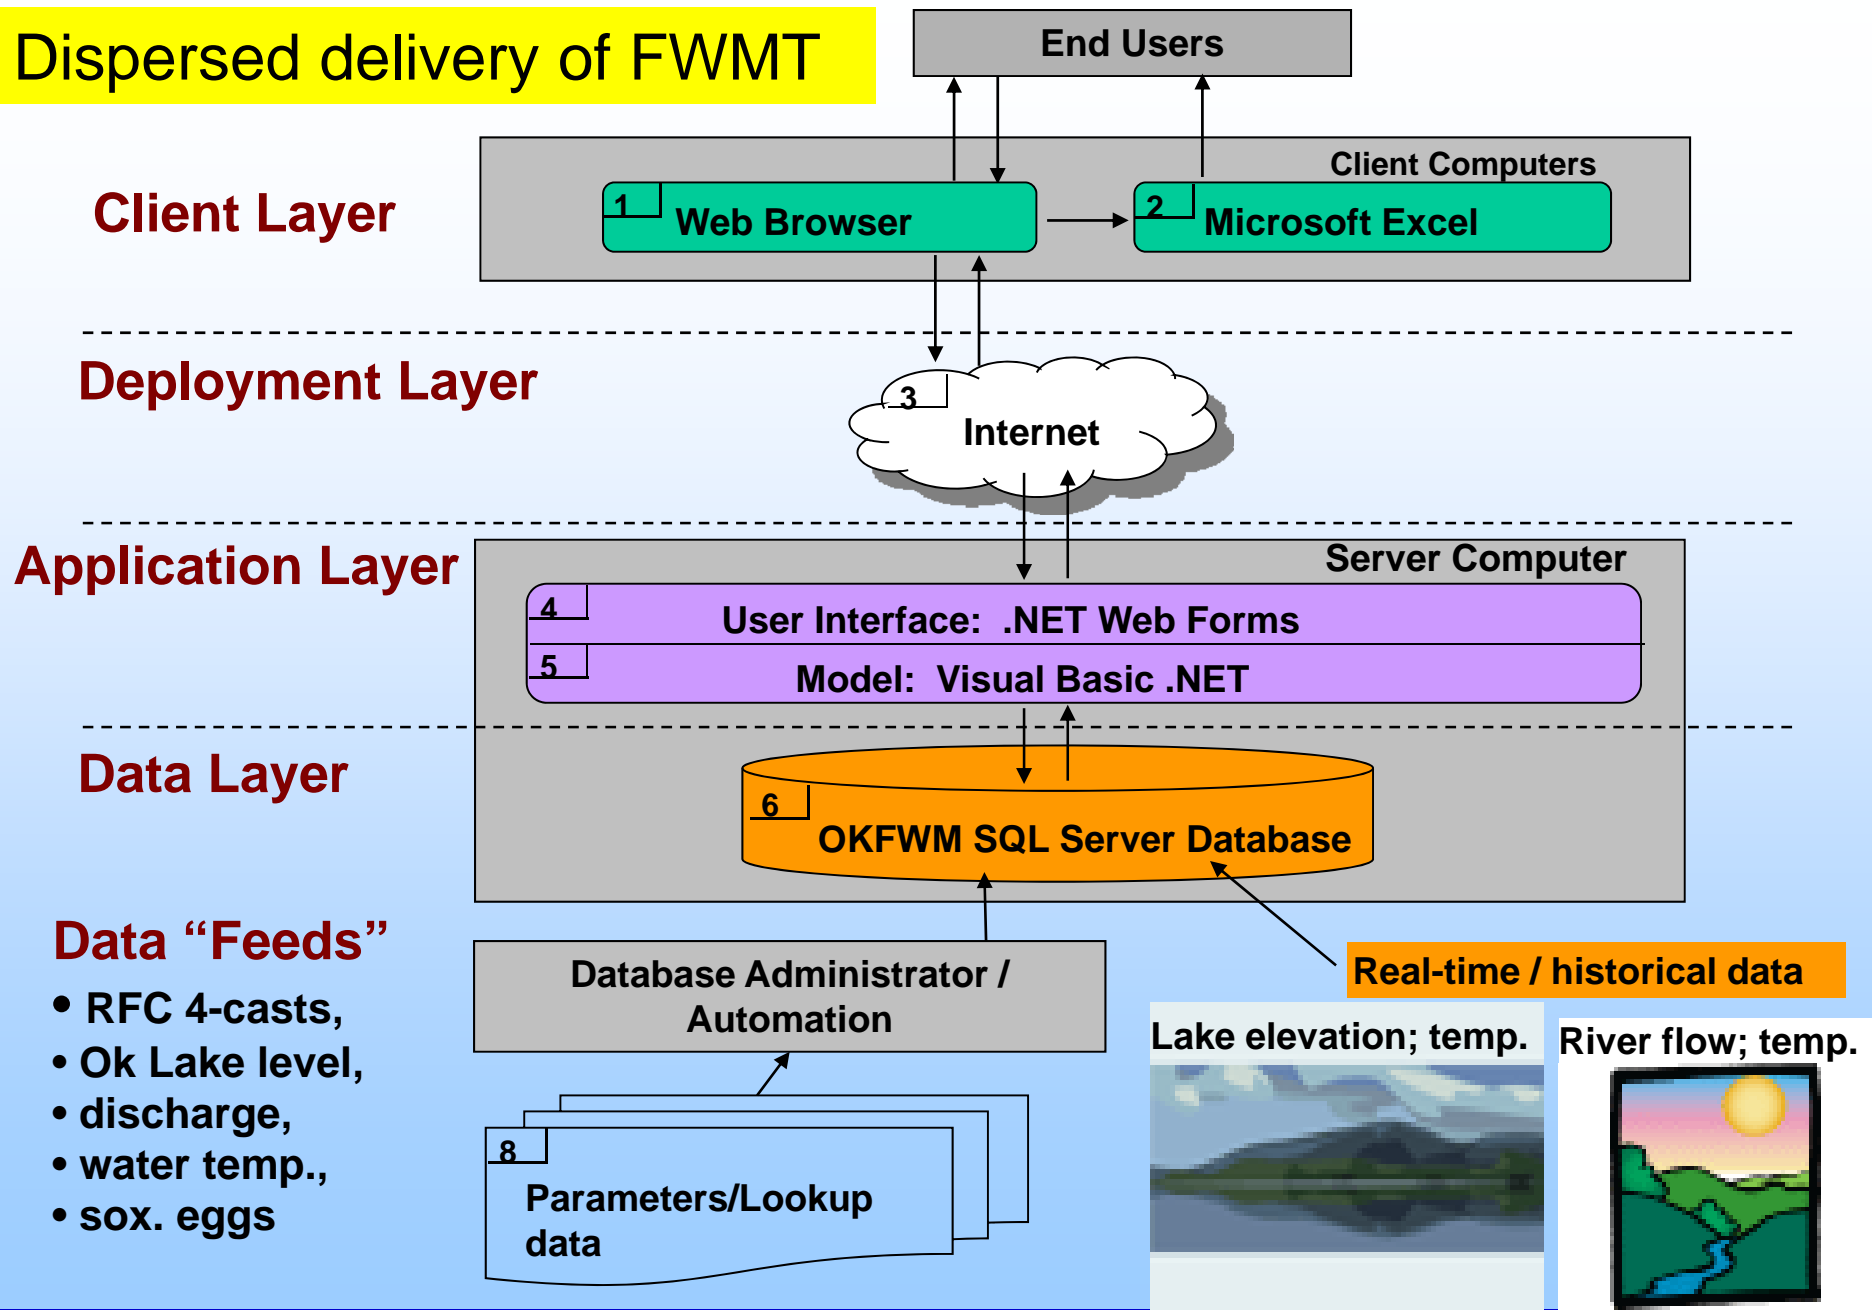 Dispersed delivery of FWMT
End Users
Client Computers
Client Layer
1
Web Browser
2
Microsoft Excel
Deployment Layer
3
Internet
Application Layer
Server Computer
4
User Interface: .NET Web Forms
5
Model: Visual Basic .NET
Data Layer
6
OKFWM SQL Server Database
Data “Feeds”
• RFC 4-casts,
• Ok Lake level,
• discharge,
• water temp.,
• sox. eggs
Database Administrator /
Automation
8
Parameters/Lookup
data
Real-time / historical data
Lake elevation; temp.
River flow; temp.